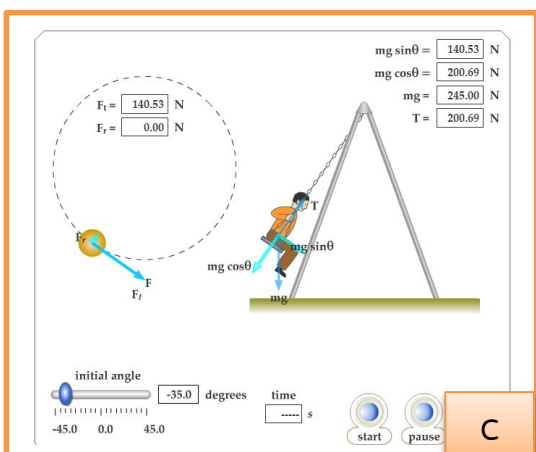 mg sinθ = 140.53 N
mg cosθ = 200.69 N
mg = 245.00 N
T = 200.69 N
Ft = 140.53 N
Fr = 0.00 N
T
Fr
mg sinθ
mg cosθ
F
Ft
mg
initial angle
-35.0 degrees
time
----- s
-45.0 0.0 45.0
start
pause
C